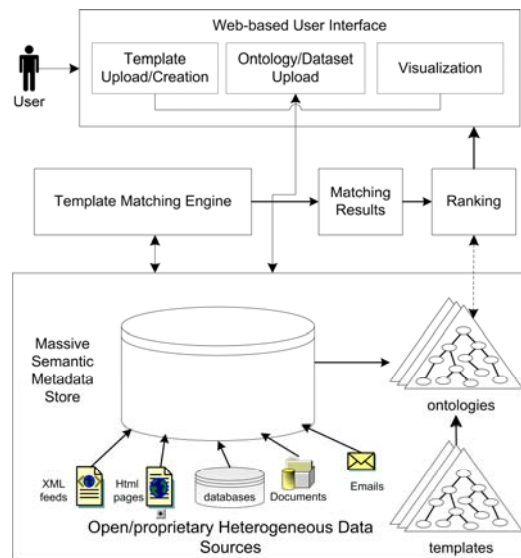 Web-based User Interface
Template
Upload/Creation
Ontology/Dataset
Upload
Visualization
User
Template Matching Engine
Matching
Results
Ranking
Massive
Semantic
Metadata
Store
ontologies
XML
feeds
Html
pages
databases
Documents
Emails
Open/proprietary Heterogeneous Data
Sources
templates